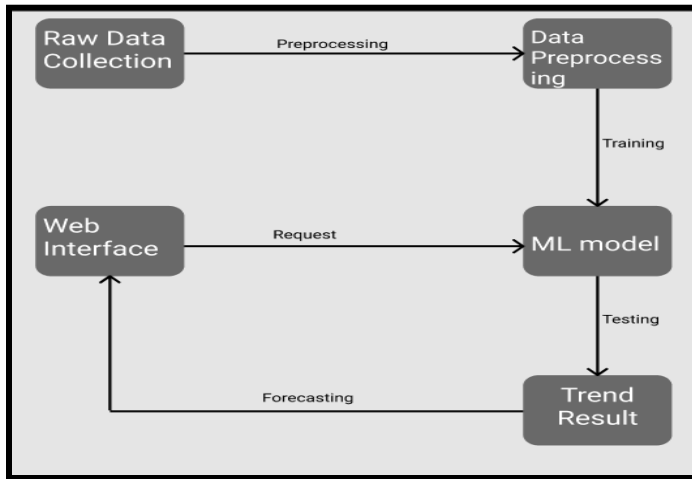 Raw Data
Collection
Preprocessing
Data
Preprocess
ing
Training
Web
Interface
Request
ML model
Testing
Forecasting
Trend
Result